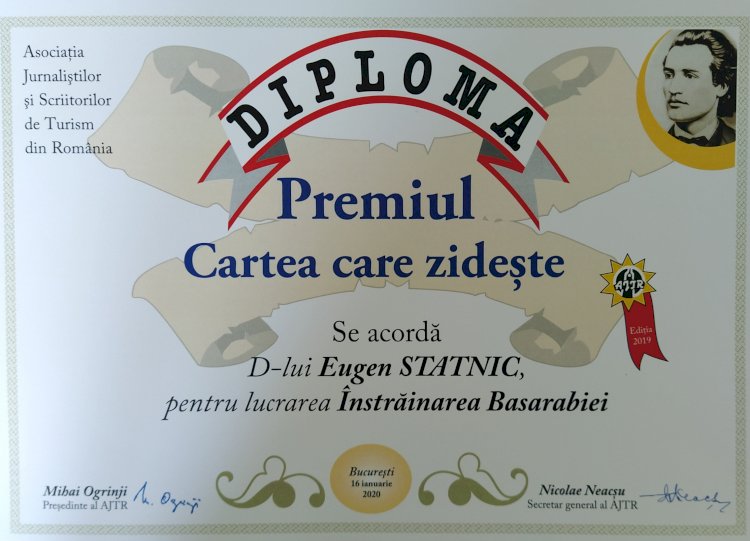 Asociația
Jurnaliștilor
și Scriitorilor
de Turism
din România
DIPLOMA
Premiul
Cartea care zidește
AJTR
Ediția
2019
Se acordă
D-lui Eugen STATNIC,
pentru lucrarea Înstrăinarea Basarabiei
București
16 ianuarie
2020
Mihai Ogrinji
Președinte al AJTR
M. Ogrinji
Nicolae Neacșu
Secretar general al AJTR